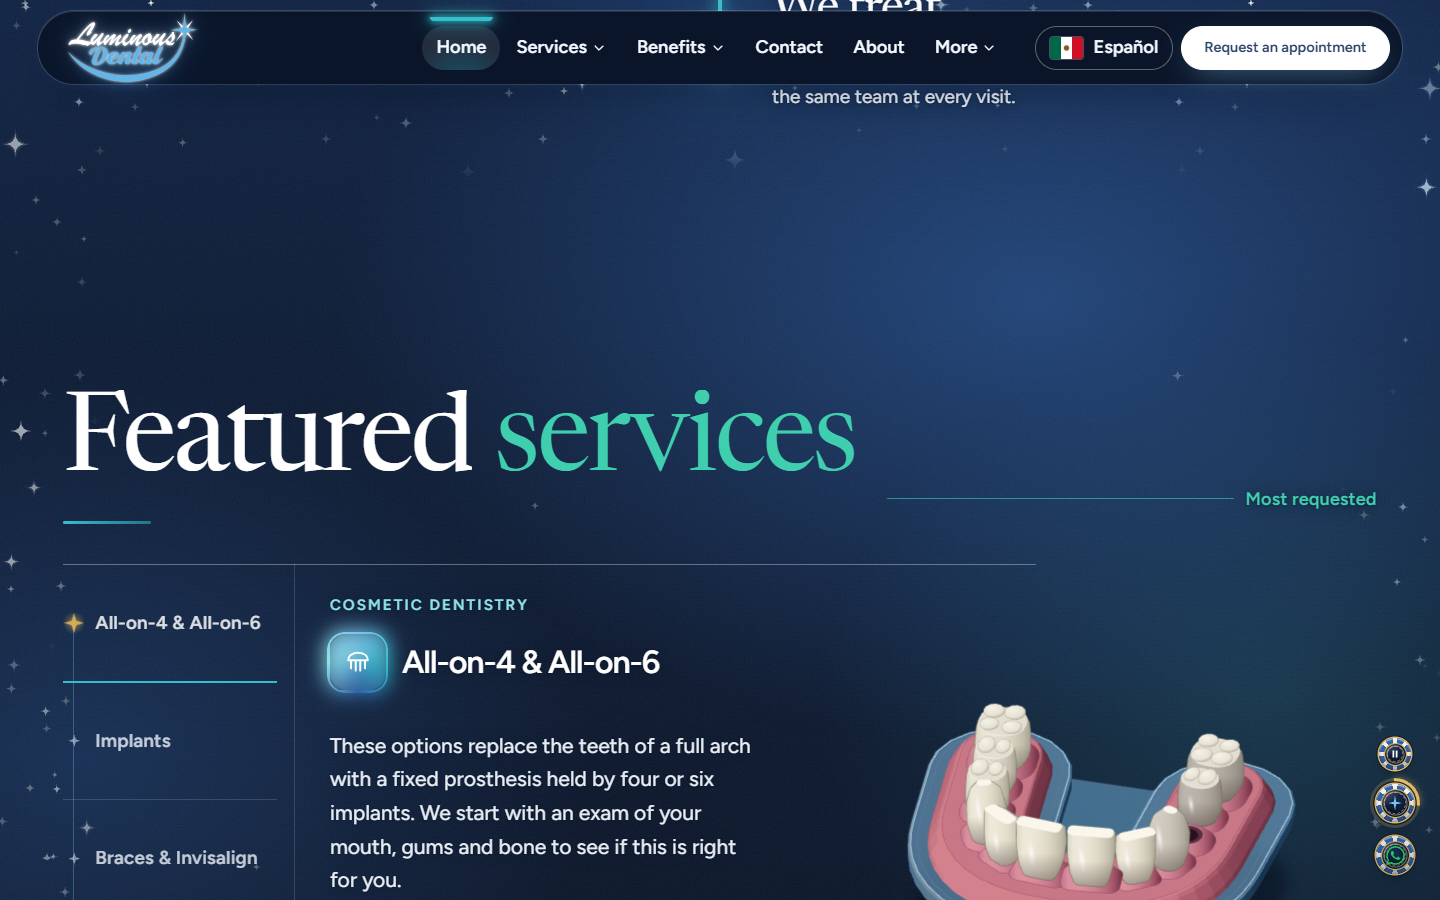 We treat
Luminous
Dental
Home
Services
Benefits
Contact
About
More
Español
Request an appointment
the same team at every visit.
Featured services
Most requested
All-on-4 & All-on-6
Implants
Braces & Invisalign
COSMETIC DENTISTRY
All-on-4 & All-on-6
These options replace the teeth of a full arch
with a fixed prosthesis held by four or six
implants. We start with an exam of your
mouth, gums and bone to see if this is right
for you.